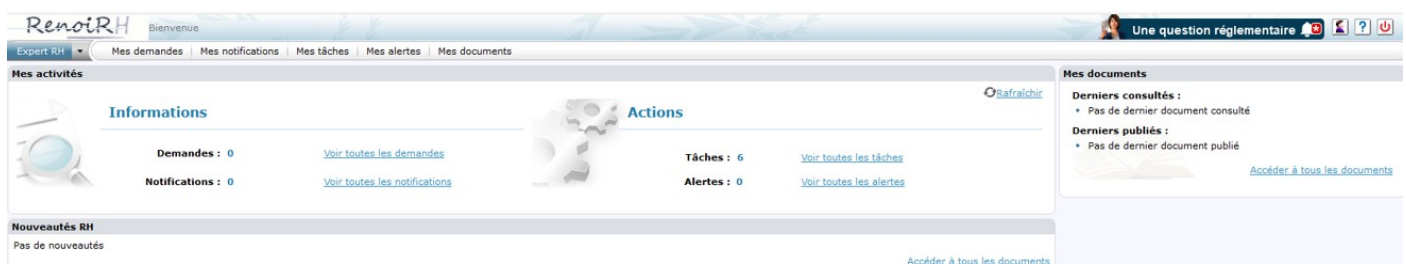 RenoiRH Bienvenue Une question réglementaire ?
Expert RH Mes demandes Mes notifications Mes tâches Mes alertes Mes documents
Mes activités
Rafraîchir
Informations
Demandes : 0 Voir toutes les demandes
Notifications : 0 Voir toutes les notifications
Actions
Tâches : 6 Voir toutes les tâches
Alertes : 0 Voir toutes les alertes
Nouveautés RH
Pas de nouveautés
Accéder à tous les documents
Mes documents
Derniers consultés :
• Pas de dernier document consulté
Derniers publiés :
• Pas de dernier document publié
Accéder à tous les documents